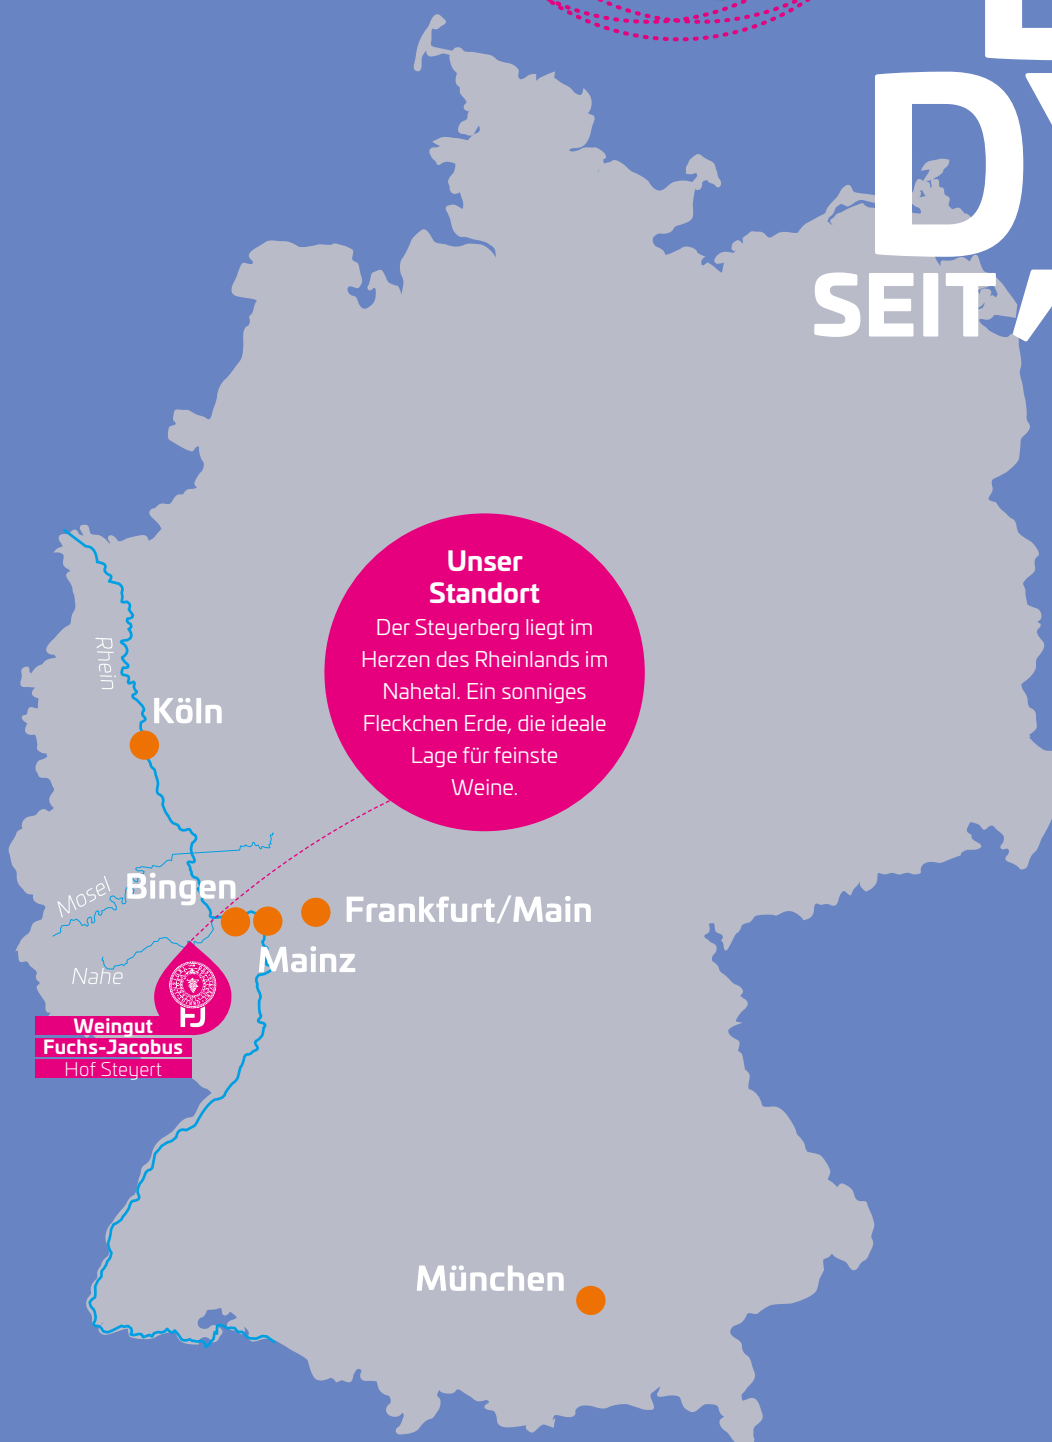 D
SEIT
Unser
Standort
Der Steyerberg liegt im
Herzen des Rheinlands im
Nahetal. Ein sonniges
Fleckchen Erde, die ideale
Lage für feinste
Weine.
Rhein
Köln
Mosel
Bingen
Frankfurt/Main
Mainz
Nahe
FJ
Weingut
Fuchs-Jacobus
Hof Steyert
München